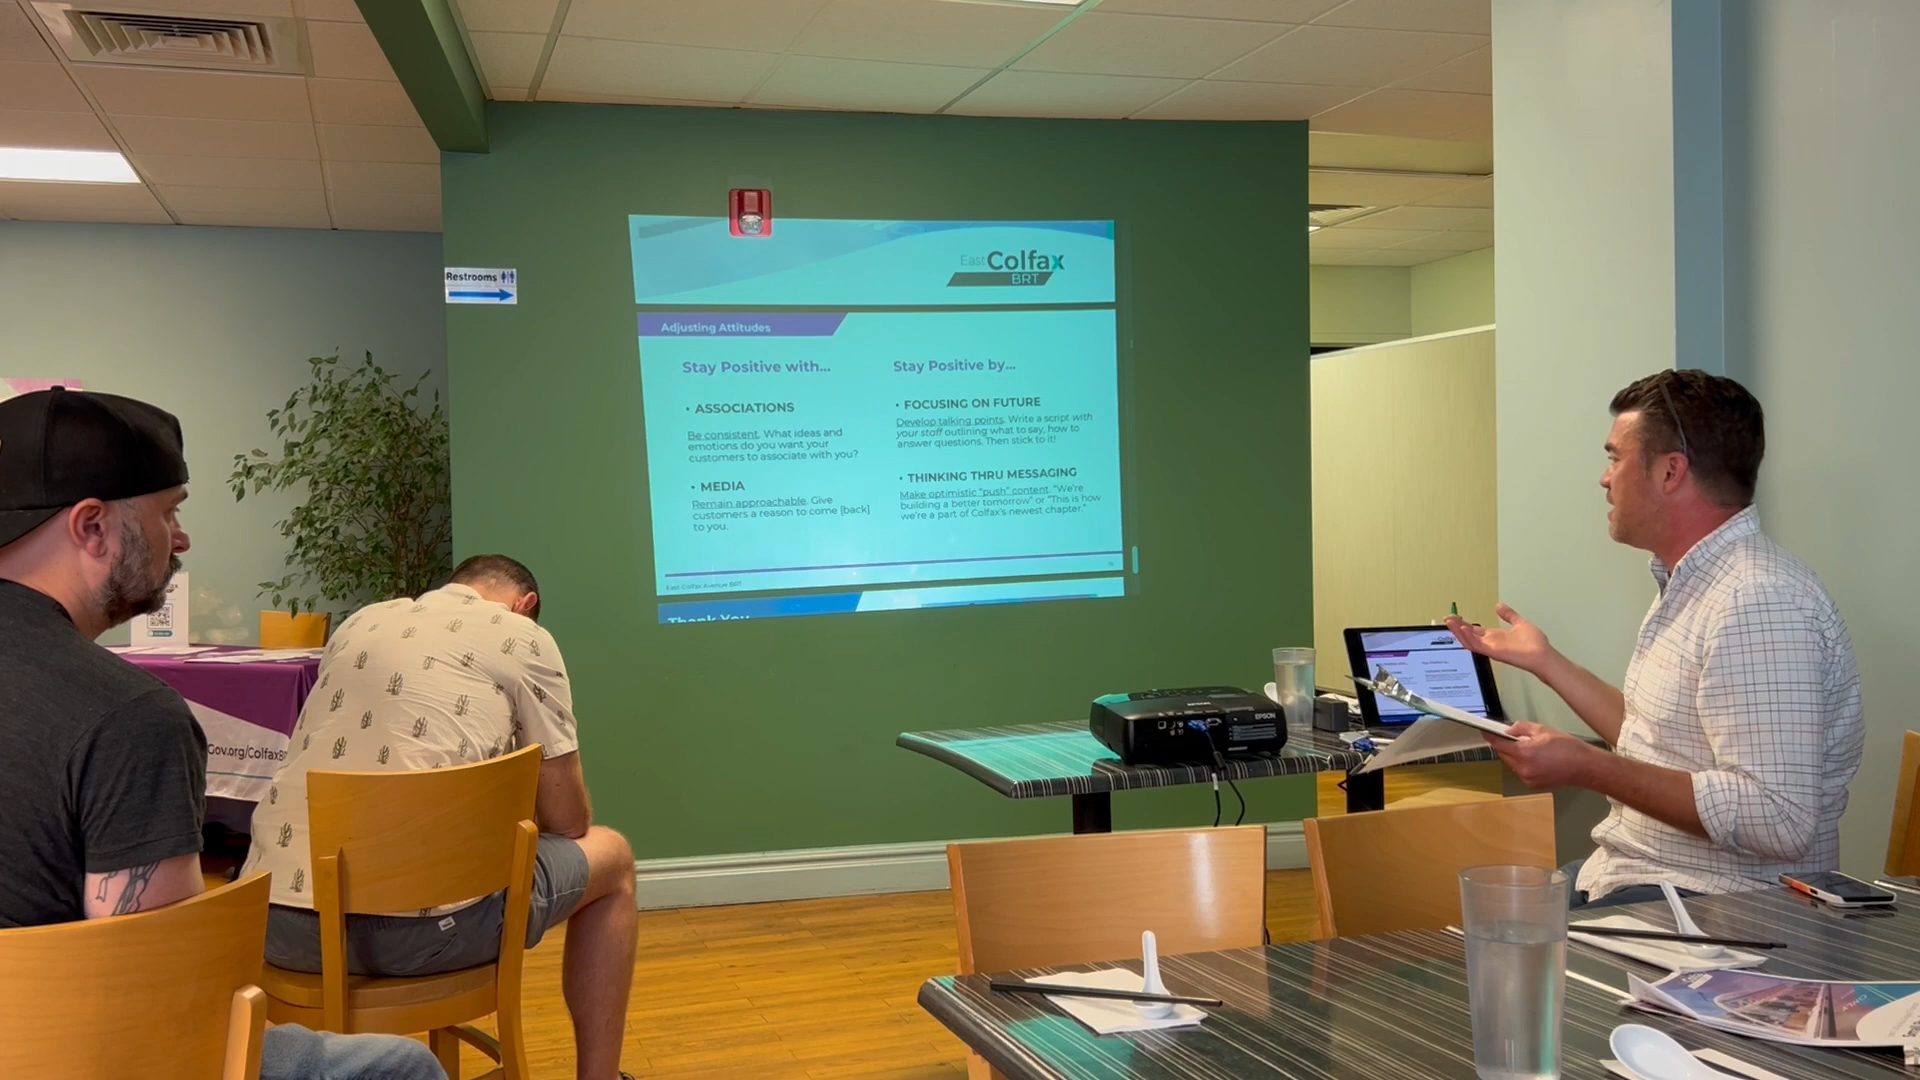 Restrooms
East Colfax
BRT
Adjusting Attitudes
Stay Positive with...
• ASSOCIATIONS
Be consistent. What ideas and
emotions do you want your
customers to associate with you?
• MEDIA
Remain approachable. Give
customers a reason to come [back]
to you.
Stay Positive by...
• FOCUSING ON FUTURE
Develop talking points. Write a script with
your staff outlining what to say, how to
answer questions. Then stick to it!
• THINKING THRU MESSAGING
Make optimistic "push" content. "We're
building a better tomorrow" or "This is how
we're a part of Colfax's newest chapter."
East Colfax Avenue BRT
Thank You
Gov.org/ColfaxB
EPSON